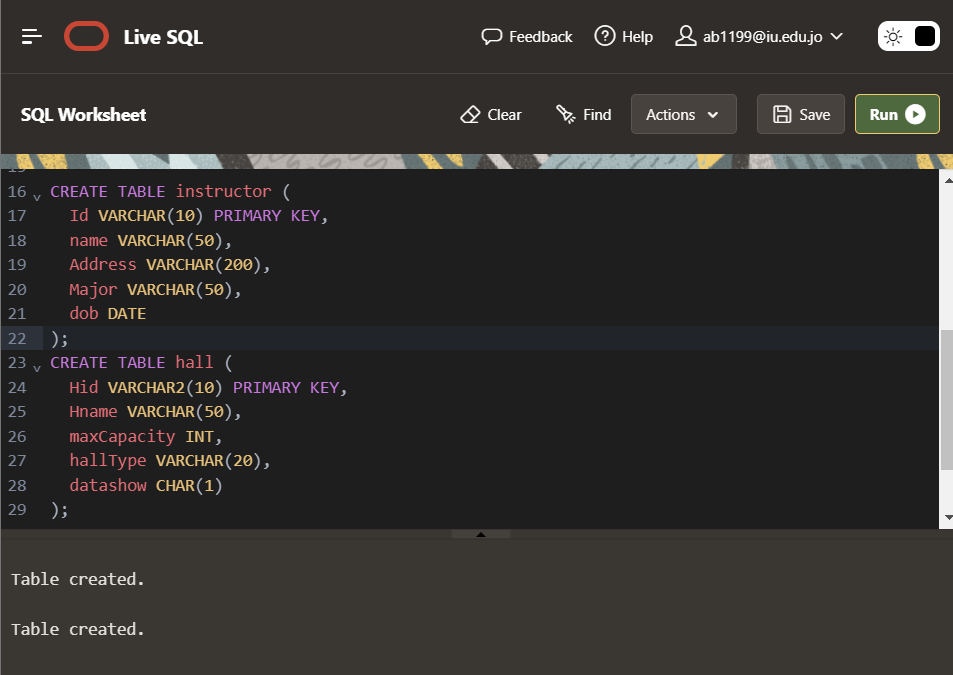 Live SQL
Feedback
Help
ab1199@iu.edu.jo
SQL Worksheet
Clear
Find
Actions
Save
Run
15
16 CREATE TABLE instructor (
17 Id VARCHAR(10) PRIMARY KEY,
18 name VARCHAR(50),
19 Address VARCHAR(200),
20 Major VARCHAR(50),
21 dob DATE
22 );
23 CREATE TABLE hall (
24 Hid VARCHAR2(10) PRIMARY KEY,
25 Hname VARCHAR(50),
26 maxCapacity INT,
27 hallType VARCHAR(20),
28 datashow CHAR(1)
29 );
Table created.
Table created.